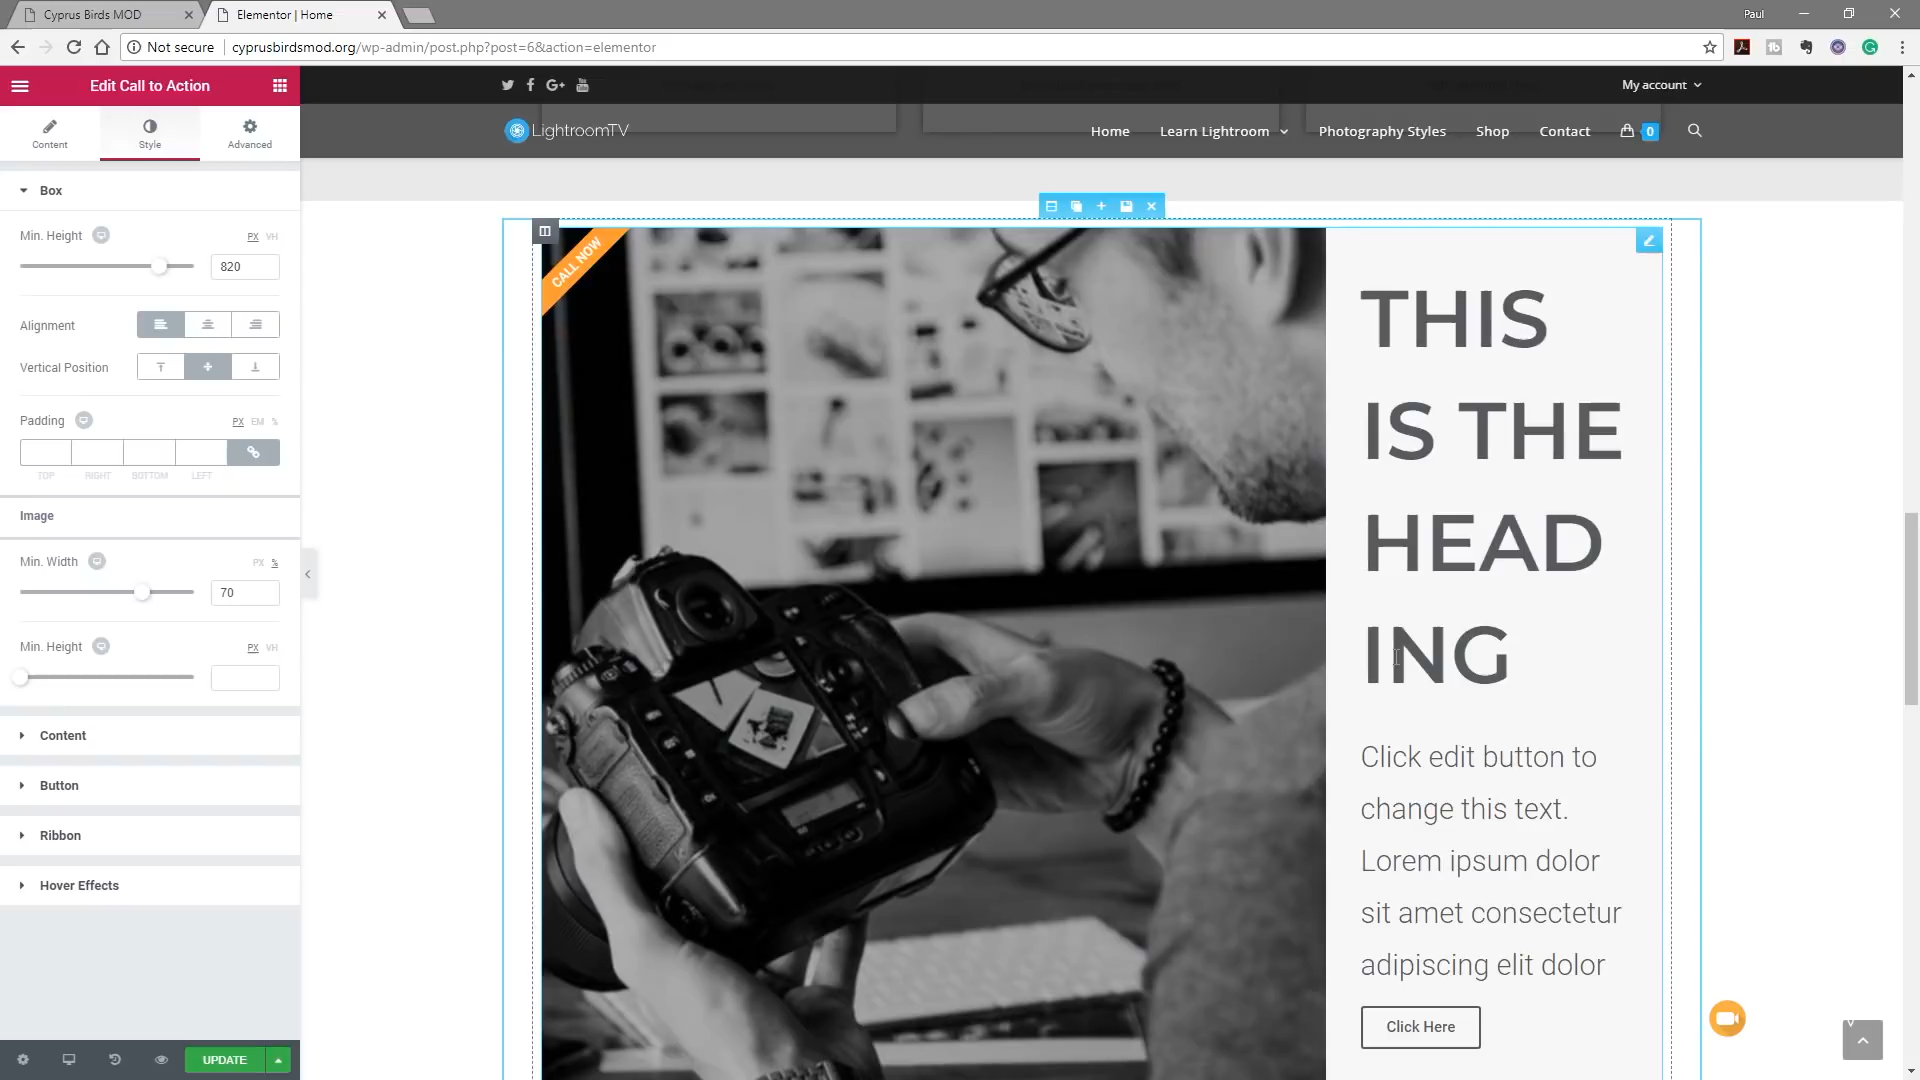 Cyprus Birds MOD
Elementor | Home
Paul
Not secure
cyprusbirdsmod.org/wp-admin/post.php?post=6&action=elementor
Edit Call to Action
Content
Style
Advanced
Box
Min. Height
PX VH
820
Alignment
Vertical Position
Padding
PX EM %
TOP RIGHT BOTTOM LEFT
Image
Min. Width
PX %
70
Min. Height
PX VH
Content
Button
Ribbon
Hover Effects
UPDATE
My account
LightroomTV
Home
Learn Lightroom
Photography Styles
Shop
Contact
0
CALL NOW
THIS
IS THE
HEAD
ING
Click edit button to
change this text.
Lorem ipsum dolor
sit amet consectetur
adipiscing elit dolor
Click Here